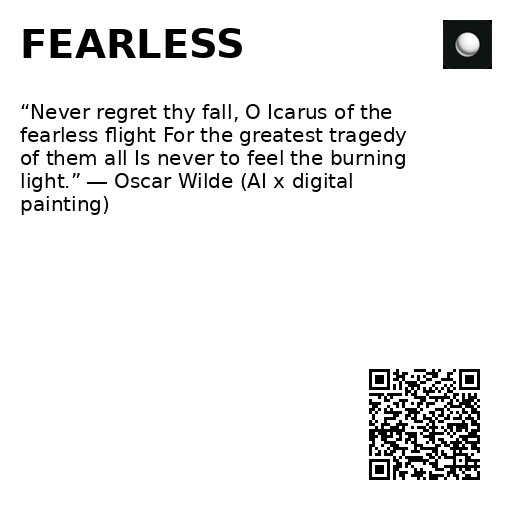 FEARLESS
“Never regret thy fall, O Icarus of the
fearless flight For the greatest tragedy
of them all Is never to feel the burning
light.” — Oscar Wilde (AI x digital
painting)